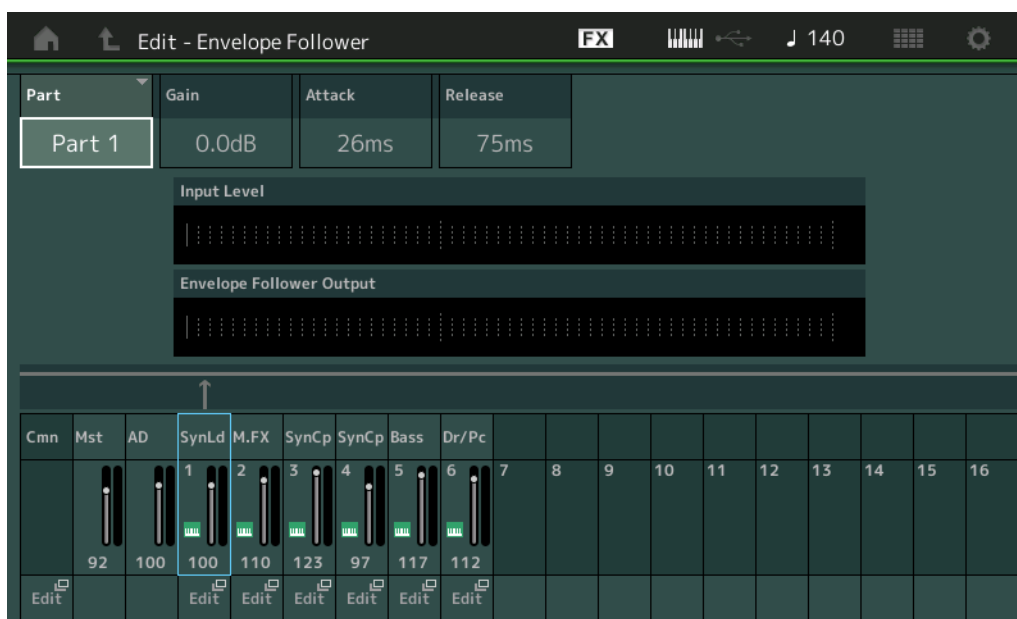 Edit - Envelope Follower FX ♩ 140
Part Gain Attack Release
Part 1 0.0dB 26ms 75ms
Input Level
Envelope Follower Output
Cmn Mst AD SynLd M.FX SynCp SynCp Bass Dr/Pc
1 2 3 4 5 6 7 8 9 10 11 12 13 14 15 16
92 100 100 110 123 97 117 112
Edit Edit Edit Edit Edit Edit Edit